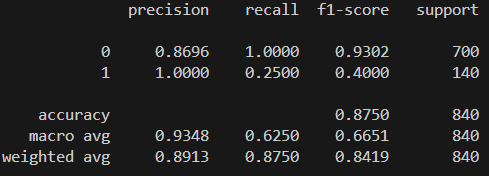 precision recall f1-score support
0 0.8696 1.0000 0.9302 700
1 1.0000 0.2500 0.4000 140
accuracy 0.8750 840
macro avg 0.9348 0.6250 0.6651 840
weighted avg 0.8913 0.8750 0.8419 840